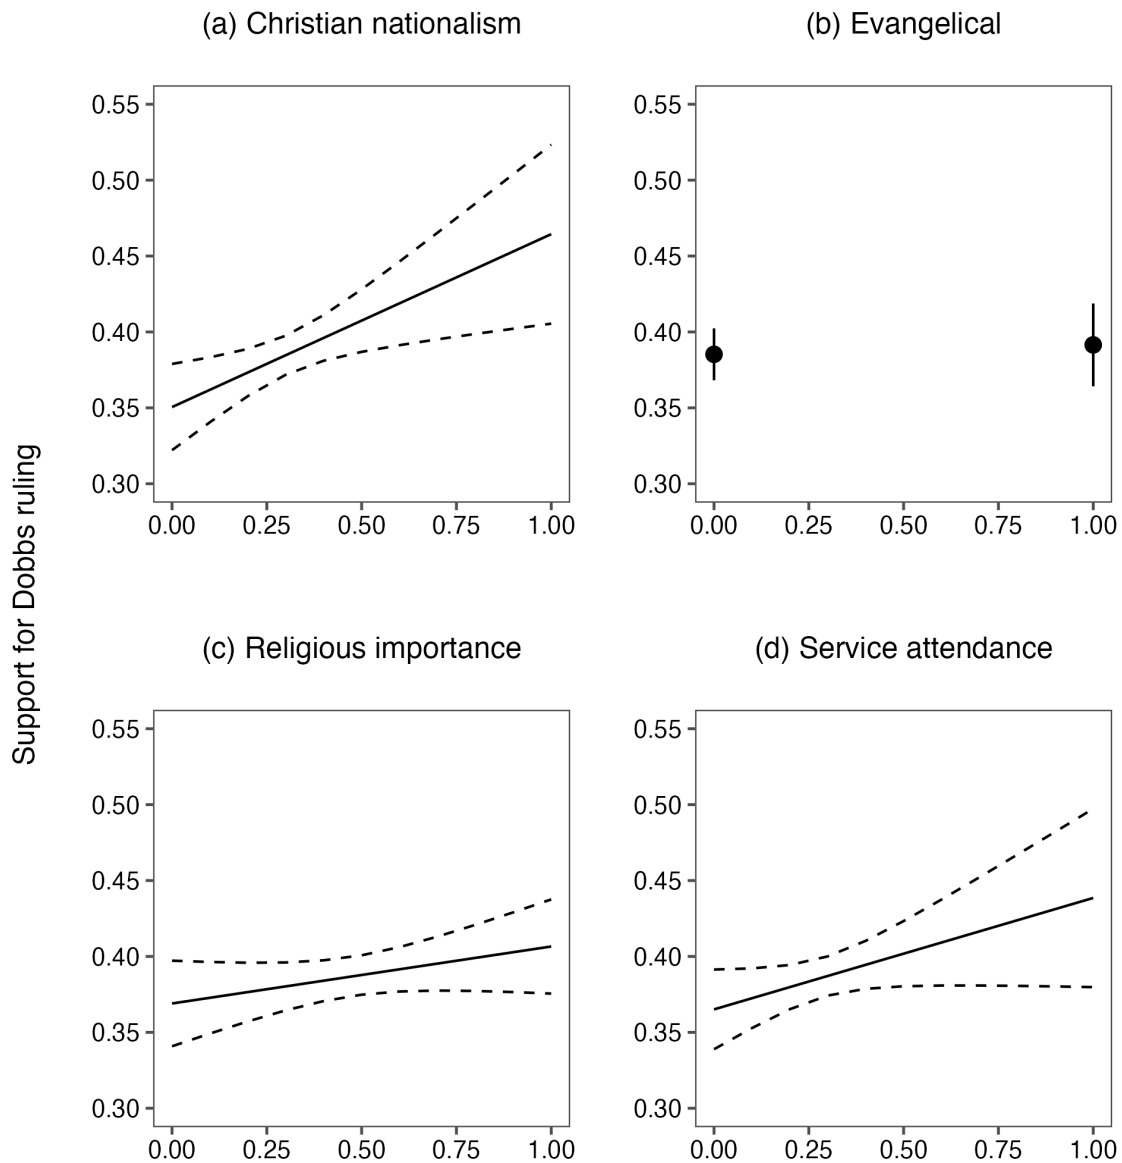 Support for Dobbs ruling
(a) Christian nationalism
0.55
0.50
0.45
0.40
0.35
0.30
0.00 0.25 0.50 0.75 1.00
(b) Evangelical
0.55
0.50
0.45
0.40
0.35
0.30
0.00 0.25 0.50 0.75 1.00
(c) Religious importance
0.55
0.50
0.45
0.40
0.35
0.30
0.00 0.25 0.50 0.75 1.00
(d) Service attendance
0.55
0.50
0.45
0.40
0.35
0.30
0.00 0.25 0.50 0.75 1.00